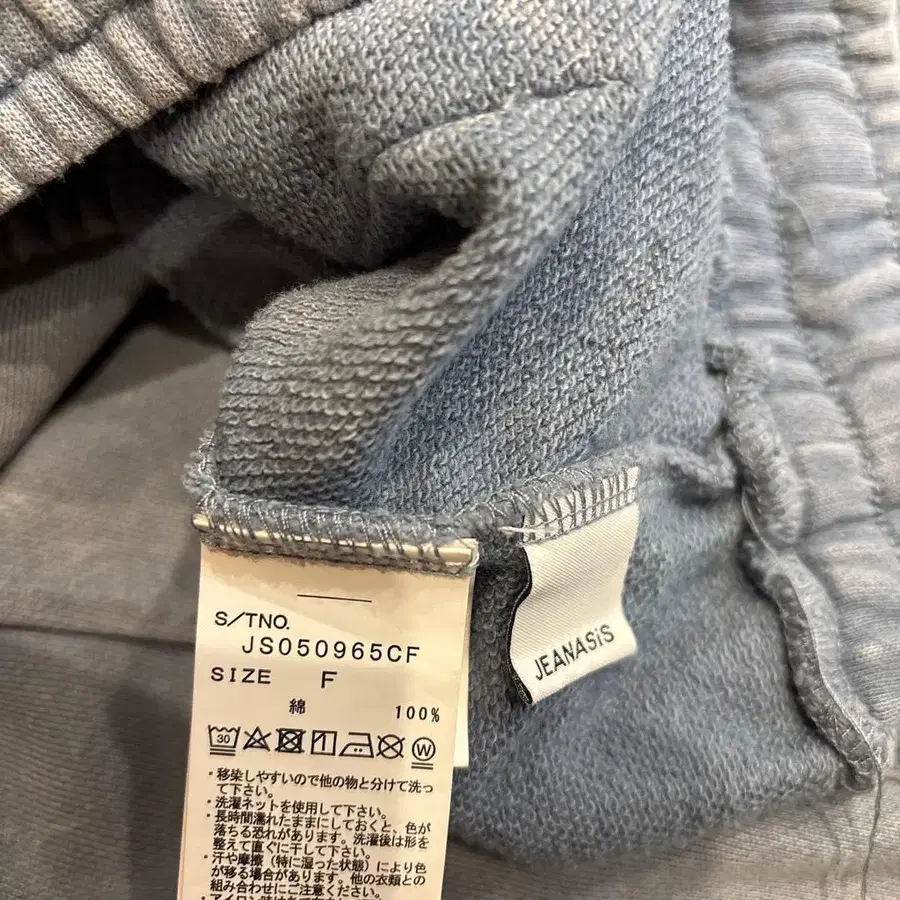 S/TNO.
JS050965CF
SIZE F
綿 100%
30 W
・移染しやすいので他の物と分けて洗っ
て下さい。
・洗濯ネットを使用して下さい。
・長時間濡れたままにしておくと、色が
落ちる恐れがあります。洗濯後は形を
整えて直ぐに干して下さい。
・汗や摩擦(特に湿った状態)により色
が移る場合があります。他の衣類との
組み合わせにご注意ください。
JEANASiS